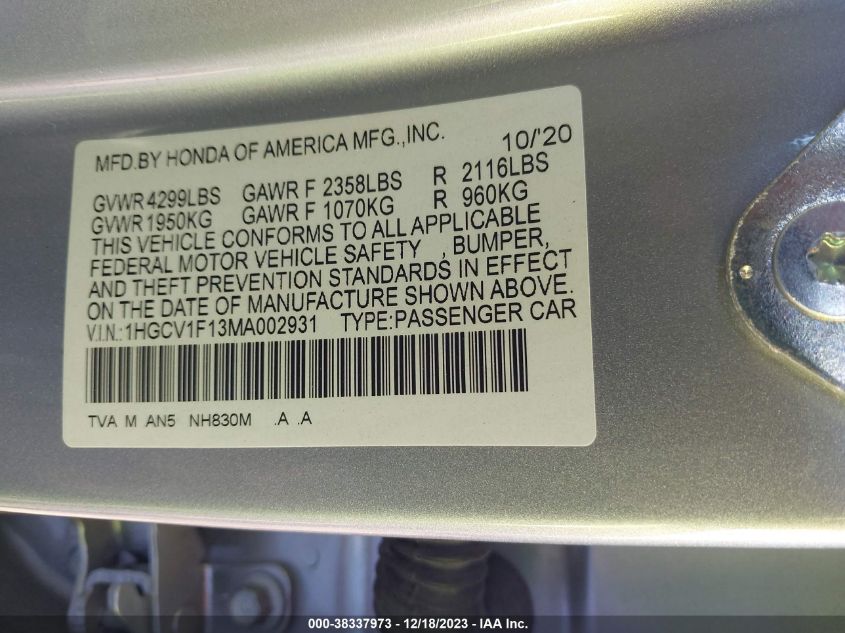 MFD.BY HONDA OF AMERICA MFG.,INC. 10/'20
GVWR 4299LBS GAWR F 2358LBS R 2116LBS
GVWR 1950KG GAWR F 1070KG R 960KG
THIS VEHICLE CONFORMS TO ALL APPLICABLE
FEDERAL MOTOR VEHICLE SAFETY , BUMPER,
AND THEFT PREVENTION STANDARDS IN EFFECT
ON THE DATE OF MANUFACTURE SHOWN ABOVE.
V.I.N.:1HGCV1F13MA002931 TYPE:PASSENGER CAR
TVA M AN5 NH830M .A .A
000-38337973 - 12/18/2023 - IAA Inc.